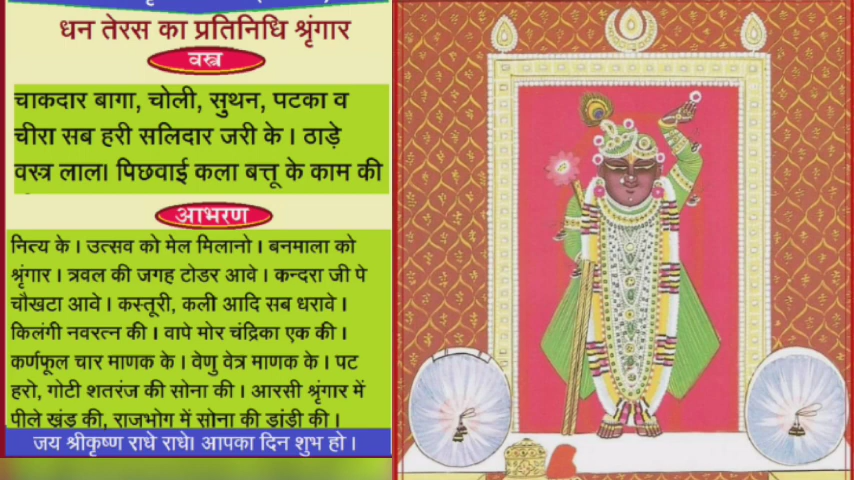 धन तेरस का प्रतिनिधि श्रृंगार
वस्त्र
चाकदार बागा, चोली, सुथन, पटका व
चीरा सब हरी सलिदार जरी के । ठाड़े
वस्त्र लाल। पिछवाई कला बत्तू के काम की
आभरण
नित्य के । उत्सव को मेल मिलानो । बनमाला को
श्रृंगार । त्रवल की जगह टोडर आवे । कन्दरा जी पे
चौखटा आवे । कस्तूरी, कली आदि सब धरावे ।
किलंगी नवरत्न की । वापे मोर चंद्रिका एक की ।
कर्णफूल चार माणक के । वेणु वेत्र माणक के । पट
हरो, गोटी शतरंज की सोना की । आरसी श्रृंगार में
पीले खंड की, राजभोग में सोना की डांडी की ।
जय श्रीकृष्ण राधे राधे। आपका दिन शुभ हो ।